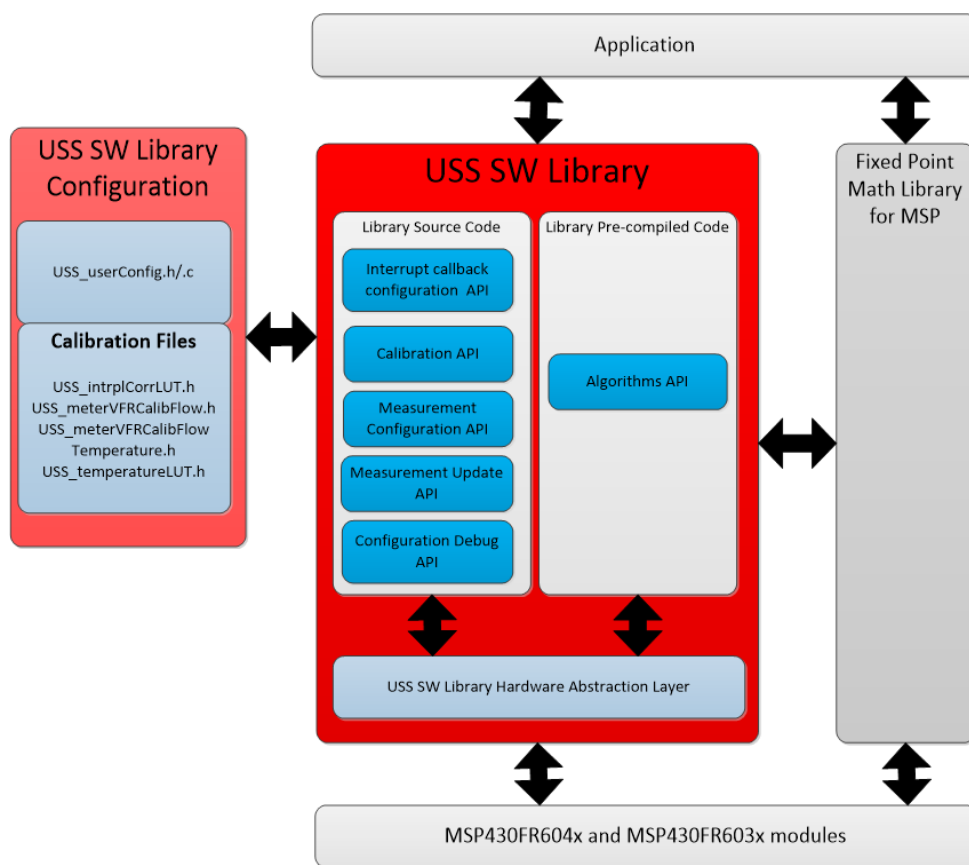 Application
USS SW Library
Configuration
USS_userConfig.h/.c
Calibration Files
USS_intrplCorrLUT.h
USS_meterVFRCalibFlow.h
USS_meterVFRCalibFlow
Temperature.h
USS_temperatureLUT.h
USS SW Library
Library Source Code
Interrupt callback
configuration API
Calibration API
Measurement
Configuration API
Measurement Update
API
Configuration Debug
API
Library Pre-compiled Code
Algorithms API
USS SW Library Hardware Abstraction Layer
Fixed Point
Math Library
for MSP
MSP430FR604x and MSP430FR603x modules